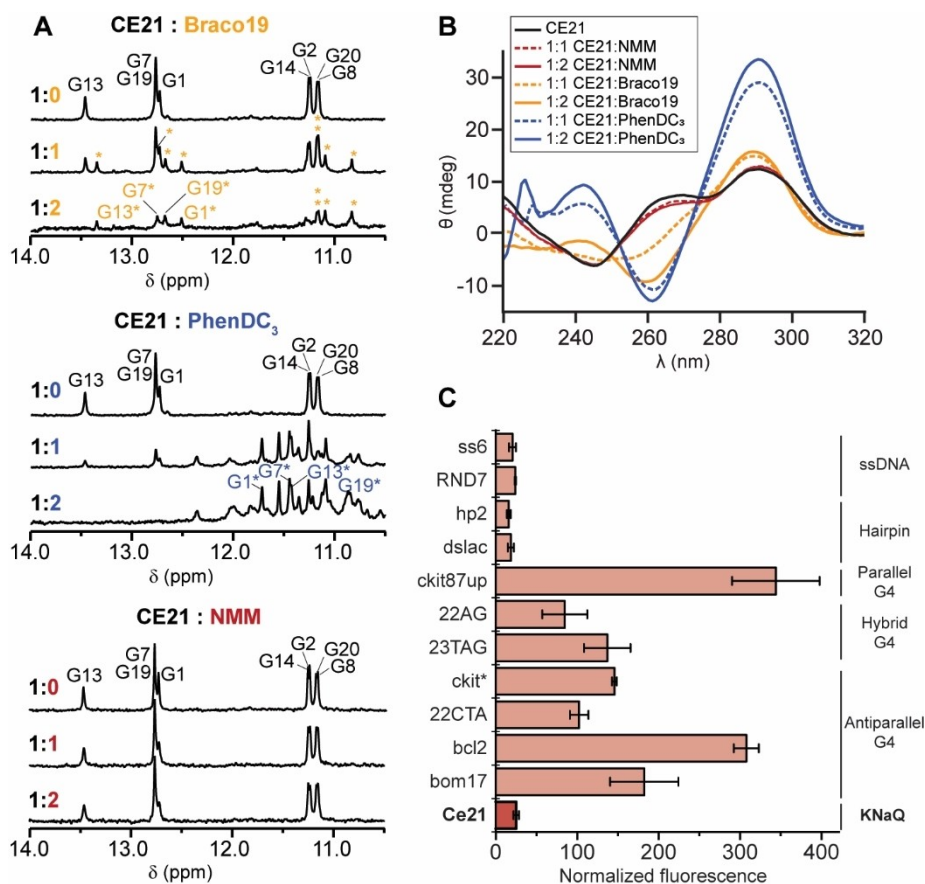 A
CE21 : Braco19
G2
G7
G20
G19 G1
G14
G8
G13
1:0
*
1:1
* * * * * *
1:2
G7*
G19*
G13*
G1*
* * * *
14.0 13.0 12.0 11.0
δ (ppm)
CE21 : PhenDC₃
G2
G7
G20
G19 G1
G14
G8
G13
1:0
1:1
1:2
G7*
G13*
G1*
G19*
14.0 13.0 12.0 11.0
δ (ppm)
CE21 : NMM
G2
G7
G20
G19 G1
G14
G8
G13
1:0
1:1
1:2
14.0 13.0 12.0 11.0
δ (ppm)
B
CE21
1:1 CE21:NMM
1:2 CE21:NMM
1:1 CE21:Braco19
1:2 CE21:Braco19
1:1 CE21:PhenDC₃
1:2 CE21:PhenDC₃
θ (mdeg)
30
20
10
0
-10
220 240 260 280 300 320
λ (nm)
C
ss6
RND7
ssDNA
hp2
dslac
Hairpin
ckit87up
Parallel
G4
22AG
23TAG
Hybrid
G4
ckit*
22CTA
bcl2
bom17
Antiparallel
G4
Ce21
KNaQ
0 100 200 300 400
Normalized fluorescence